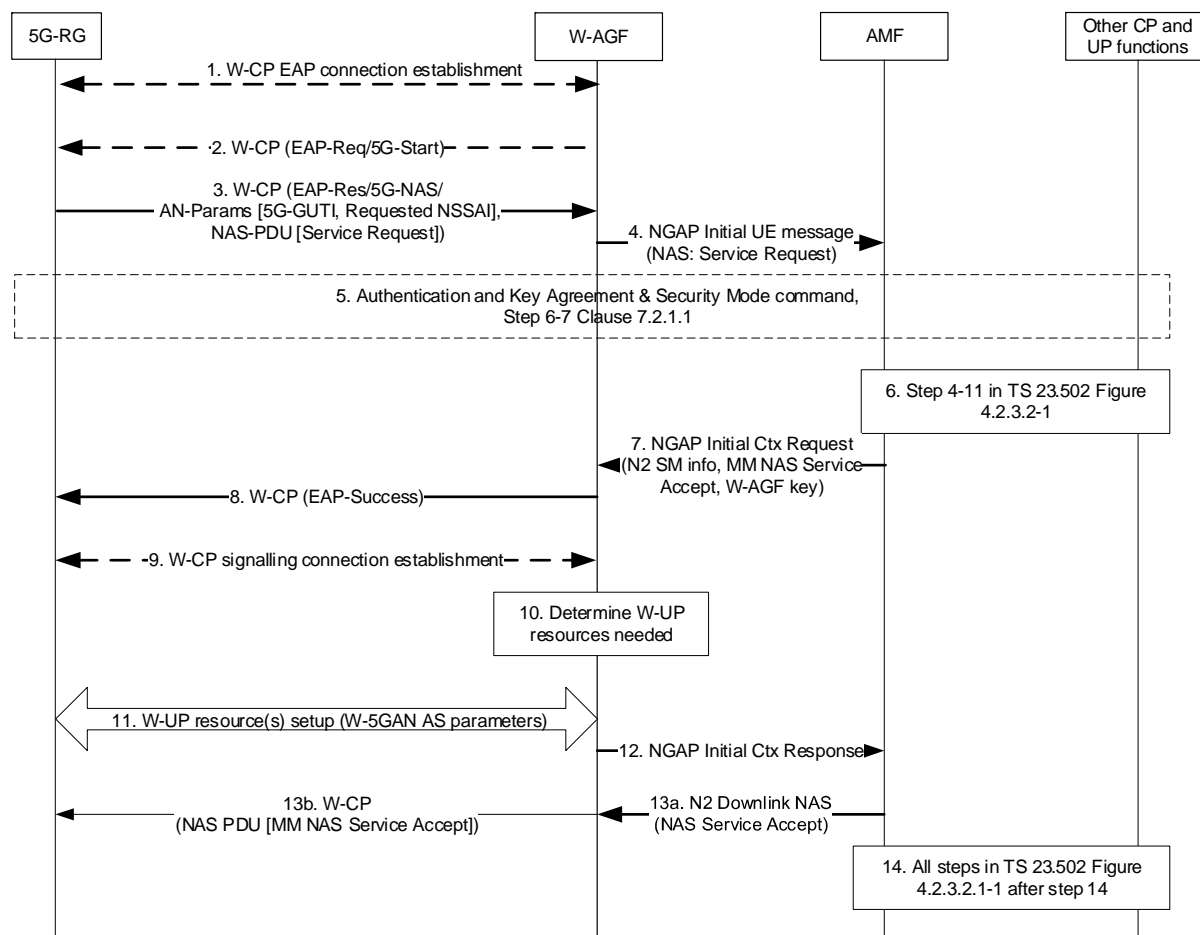 5G-RG
W-AGF
AMF
Other CP and
UP functions
1. W-CP EAP connection establishment
2. W-CP (EAP-Req/5G-Start)
3. W-CP (EAP-Res/5G-NAS/
AN-Params [5G-GUTI, Requested NSSAI],
NAS-PDU [Service Request])
4. NGAP Initial UE message
(NAS: Service Request)
5. Authentication and Key Agreement & Security Mode command,
Step 6-7 Clause 7.2.1.1
6. Step 4-11 in TS 23.502 Figure
4.2.3.2-1
7. NGAP Initial Ctx Request
(N2 SM info, MM NAS Service
Accept, W-AGF key)
8. W-CP (EAP-Success)
9. W-CP signalling connection establishment
10. Determine W-UP
resources needed
11. W-UP resource(s) setup (W-5GAN AS parameters)
12. NGAP Initial Ctx Response
13b. W-CP
(NAS PDU [MM NAS Service Accept])
13a. N2 Downlink NAS
(NAS Service Accept)
14. All steps in TS 23.502 Figure
4.2.3.2.1-1 after step 14